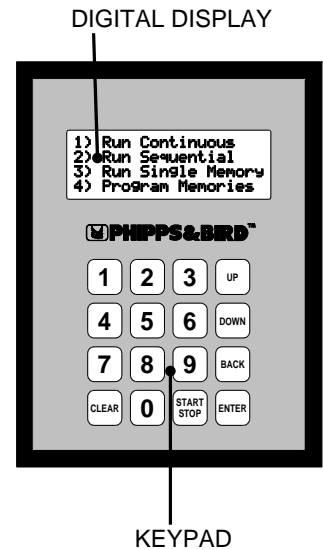 DIGITAL DISPLAY
1) Run Continuous
2) Run Sequential
3) Run Single Memory
4) Program Memories
PHIPPS&BIRD™
1 2 3 UP
4 5 6 DOWN
7 8 9 BACK
CLEAR 0 START STOP ENTER
KEYPAD